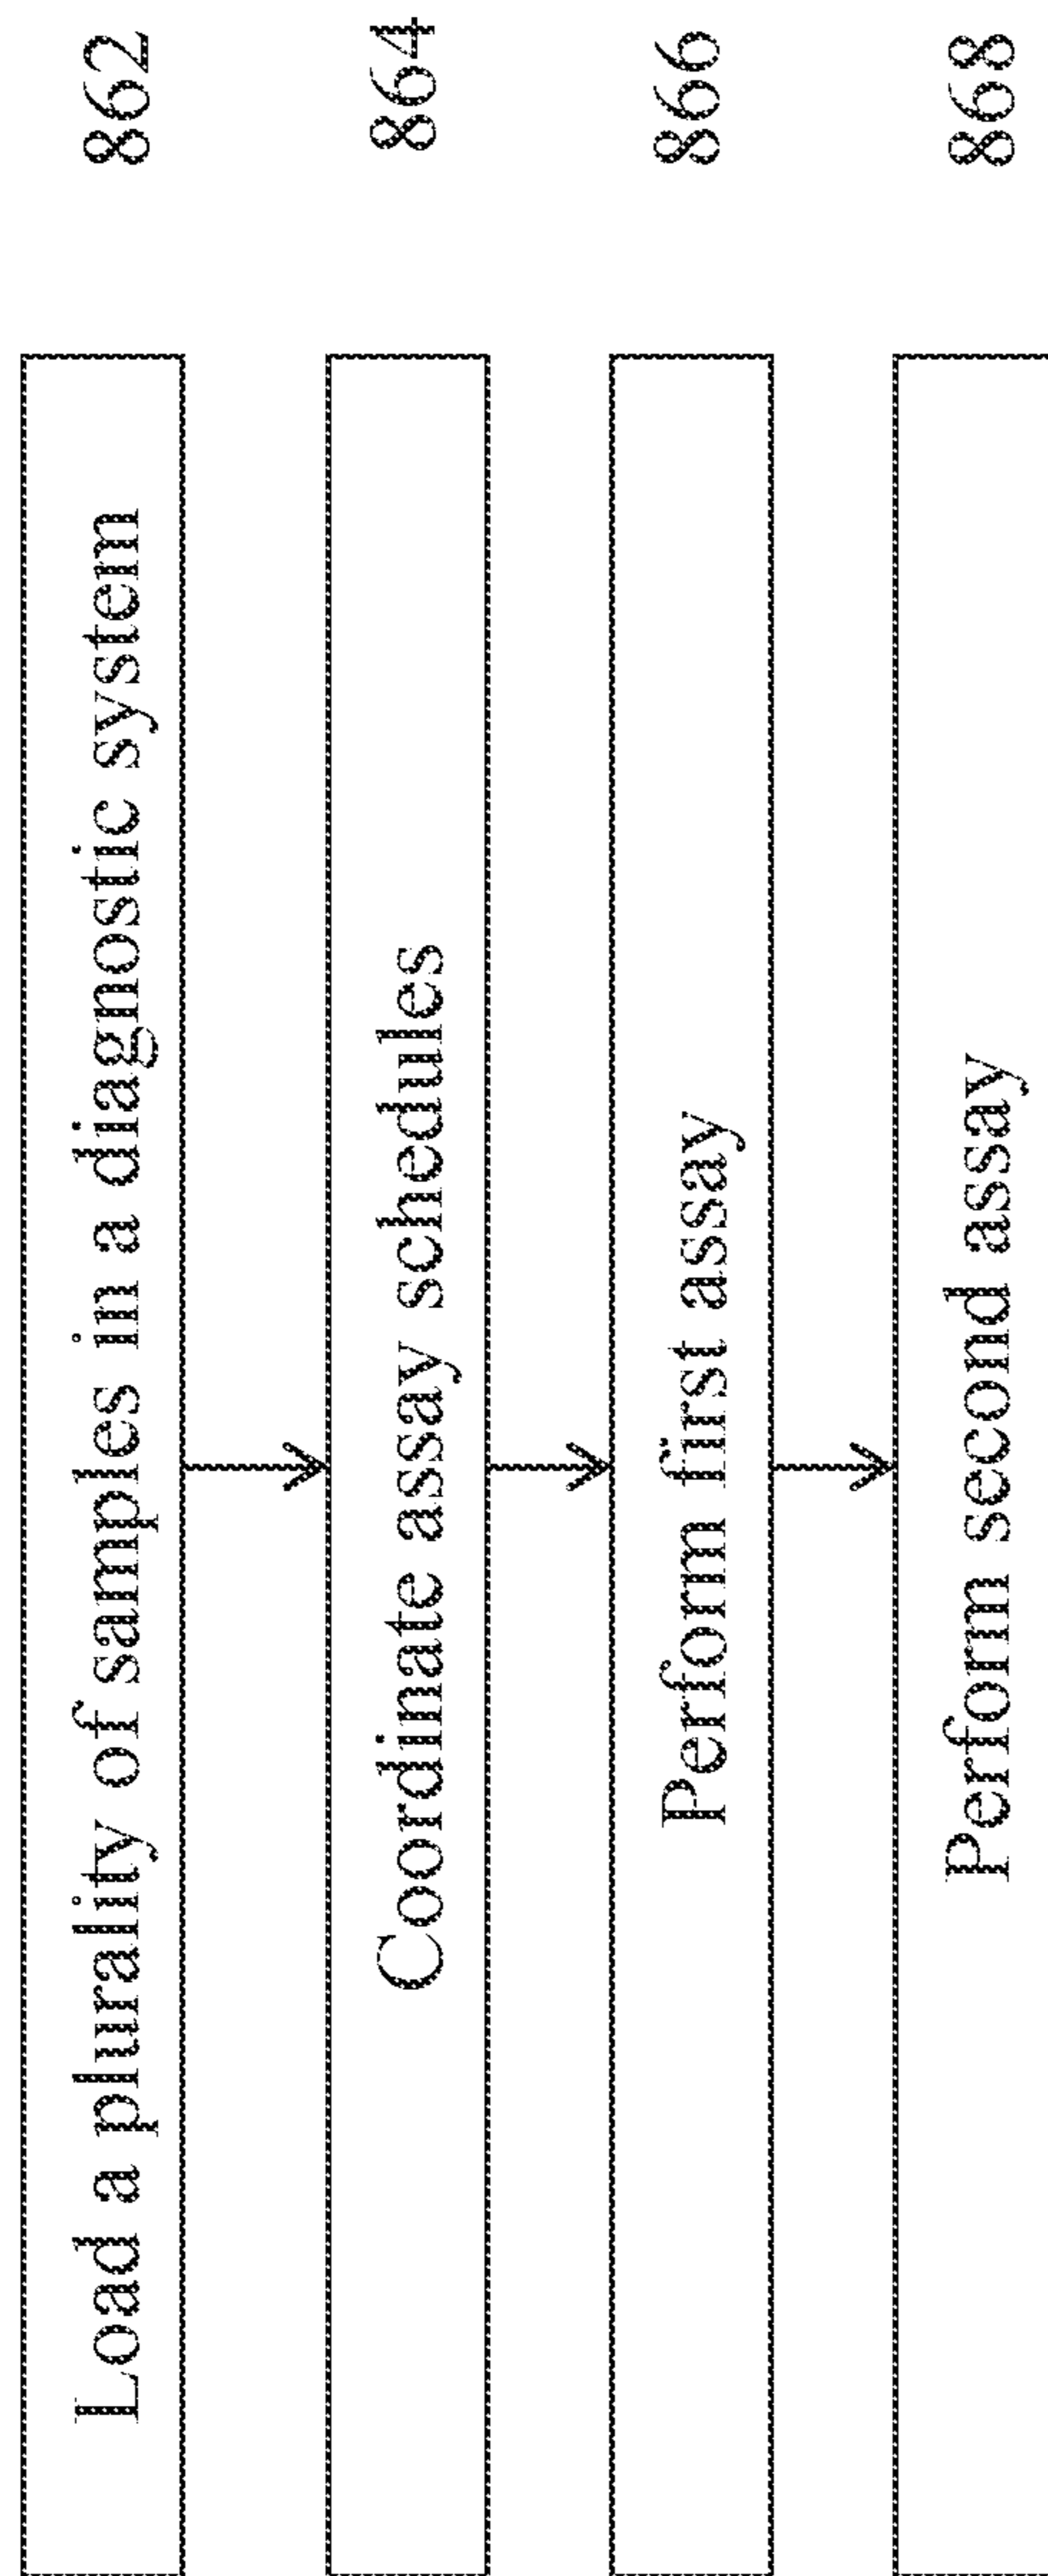 Load a plurality of samples in a diagnostic system 862
Coordinate assay schedules 864
Perform first assay 866
Perform second assay 868